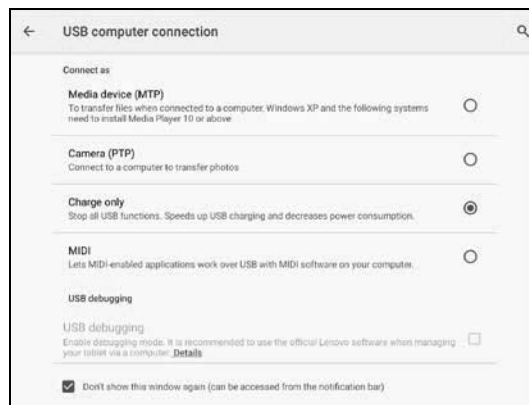 USB computer connection
Connect as
Media device (MTP)
To transfer files when connected to a computer. Windows XP and the following systems
need to install Media Player 10 or above
Camera (PTP)
Connect to a computer to transfer photos
Charge only
Stop all USB functions. Speeds up USB charging and decreases power consumption.
MIDI
Lets MIDI-enabled applications work over USB with MIDI software on your computer.
USB debugging
USB debugging
Enable debugging mode. It is recommended to use the official Lenovo software when managing
your tablet via a computer. Details
Don't show this window again (can be accessed from the notification bar)